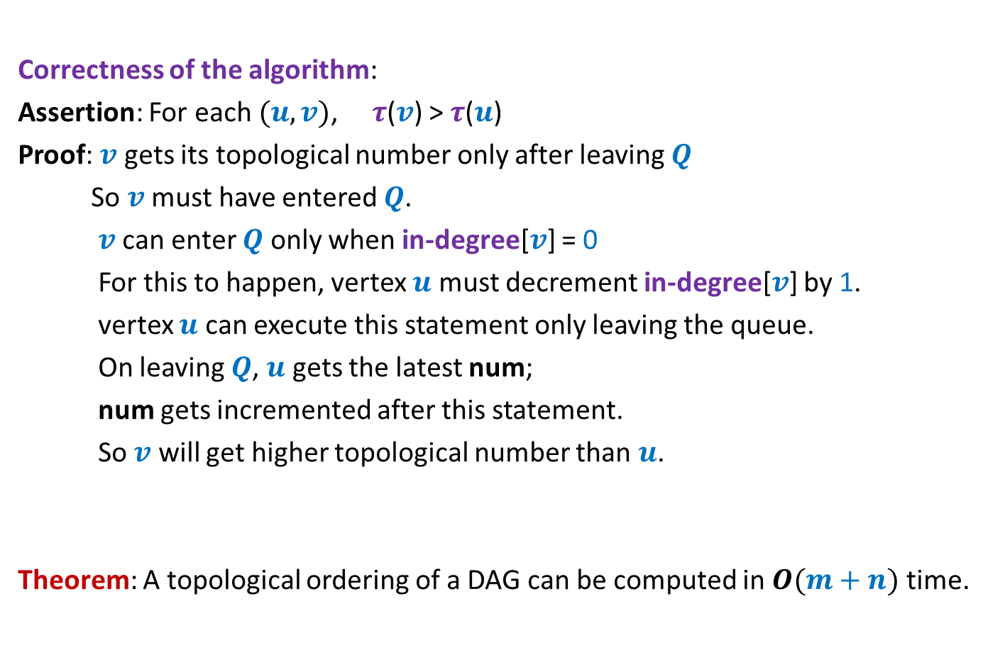 Correctness of the algorithm:
Assertion: For each (u, v), τ(v) > τ(u)
Proof: v gets its topological number only after leaving Q
So v must have entered Q.
v can enter Q only when in-degree[v] = 0
For this to happen, vertex u must decrement in-degree[v] by 1.
vertex u can execute this statement only leaving the queue.
On leaving Q, u gets the latest num;
num gets incremented after this statement.
So v will get higher topological number than u.
Theorem: A topological ordering of a DAG can be computed in O(m + n) time.